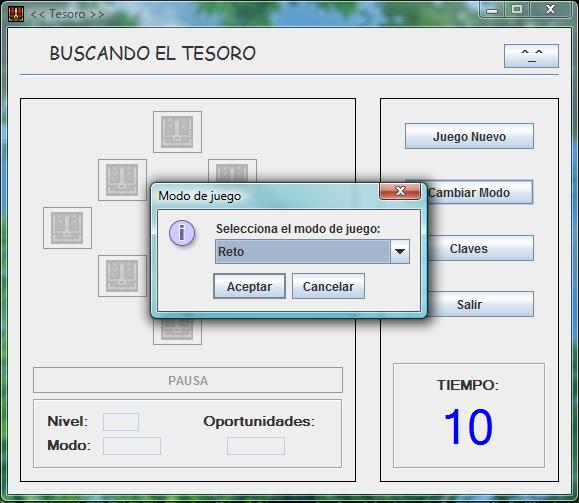 << Tesoro >>
BUSCANDO EL TESORO
^_^
Juego Nuevo
Cambiar Modo
Claves
Salir
Modo de juego
Selecciona el modo de juego:
Reto
Aceptar
Cancelar
PAUSA
Nivel:
Oportunidades:
Modo:
TIEMPO:
10